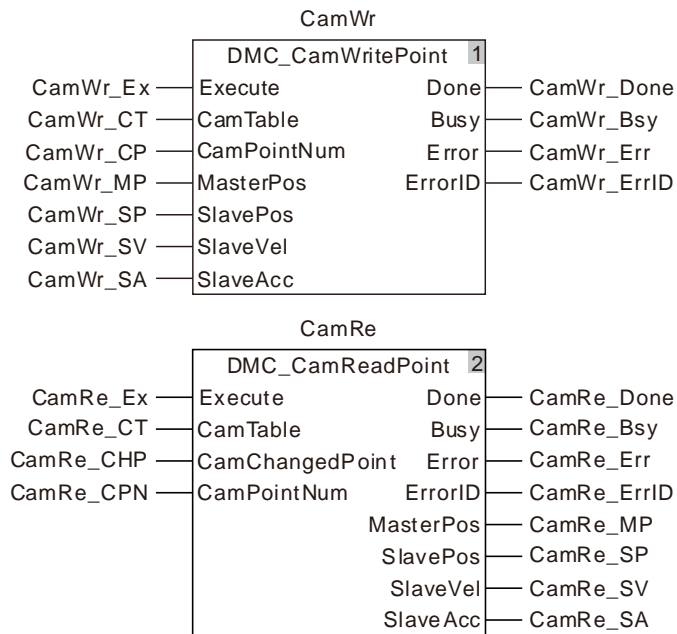 CamWr
DMC_CamWritePoint 1
CamWr_Ex Execute Done CamWr_Done
CamWr_CT CamTable Busy CamWr_Bsy
CamWr_CP CamPointNum Error CamWr_Err
CamWr_MP MasterPos ErrorID CamWr_ErrID
CamWr_SP SlavePos
CamWr_SV SlaveVel
CamWr_SA SlaveAcc
CamRe
DMC_CamReadPoint 2
CamRe_Ex Execute Done CamRe_Done
CamRe_CT CamTable Busy CamRe_Bsy
CamRe_CHP CamChangedPoint Error CamRe_Err
CamRe_CPN CamPointNum ErrorID CamRe_ErrID
MasterPos CamRe_MP
SlavePos CamRe_SP
SlaveVel CamRe_SV
SlaveAcc CamRe_SA